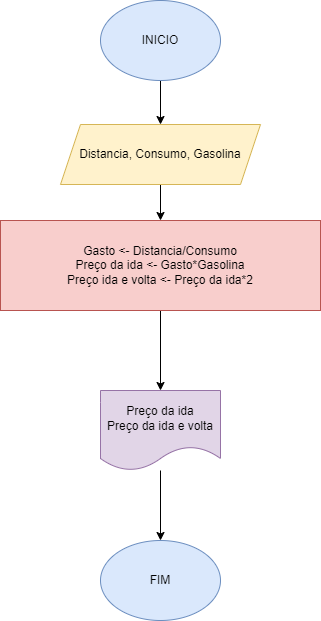 INICIO
Distancia, Consumo, Gasolina
Gasto <- Distancia/Consumo
Preço da ida <- Gasto*Gasolina
Preço ida e volta <- Preço da ida*2
Preço da ida
Preço da ida e volta
FIM